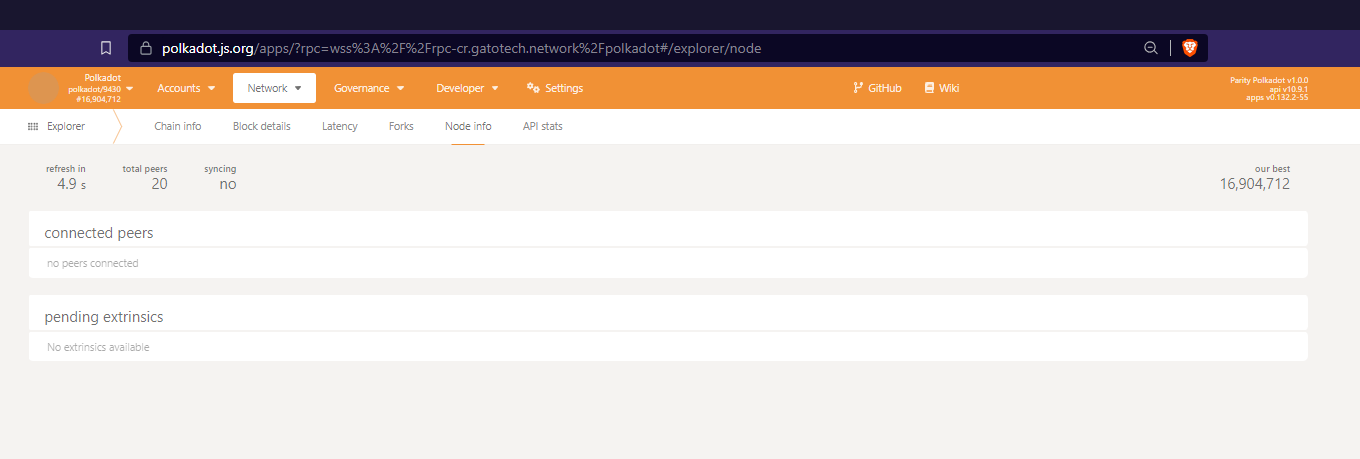 polkadot.js.org/apps/?rpc=wss%3A%2F%2Frpc-cr.gatotech.network%2Fpolkadot#/explorer/node
Polkadot
polkadot/9430
#16,904,712
Accounts
Network
Governance
Developer
Settings
GitHub
Wiki
Parity Polkadot v1.0.0
api v10.9.1
apps v0.132.2-55
Explorer
Chain info
Block details
Latency
Forks
Node info
API stats
refresh in
4.9 s
total peers
20
syncing
no
our best
16,904,712
connected peers
no peers connected
pending extrinsics
No extrinsics available